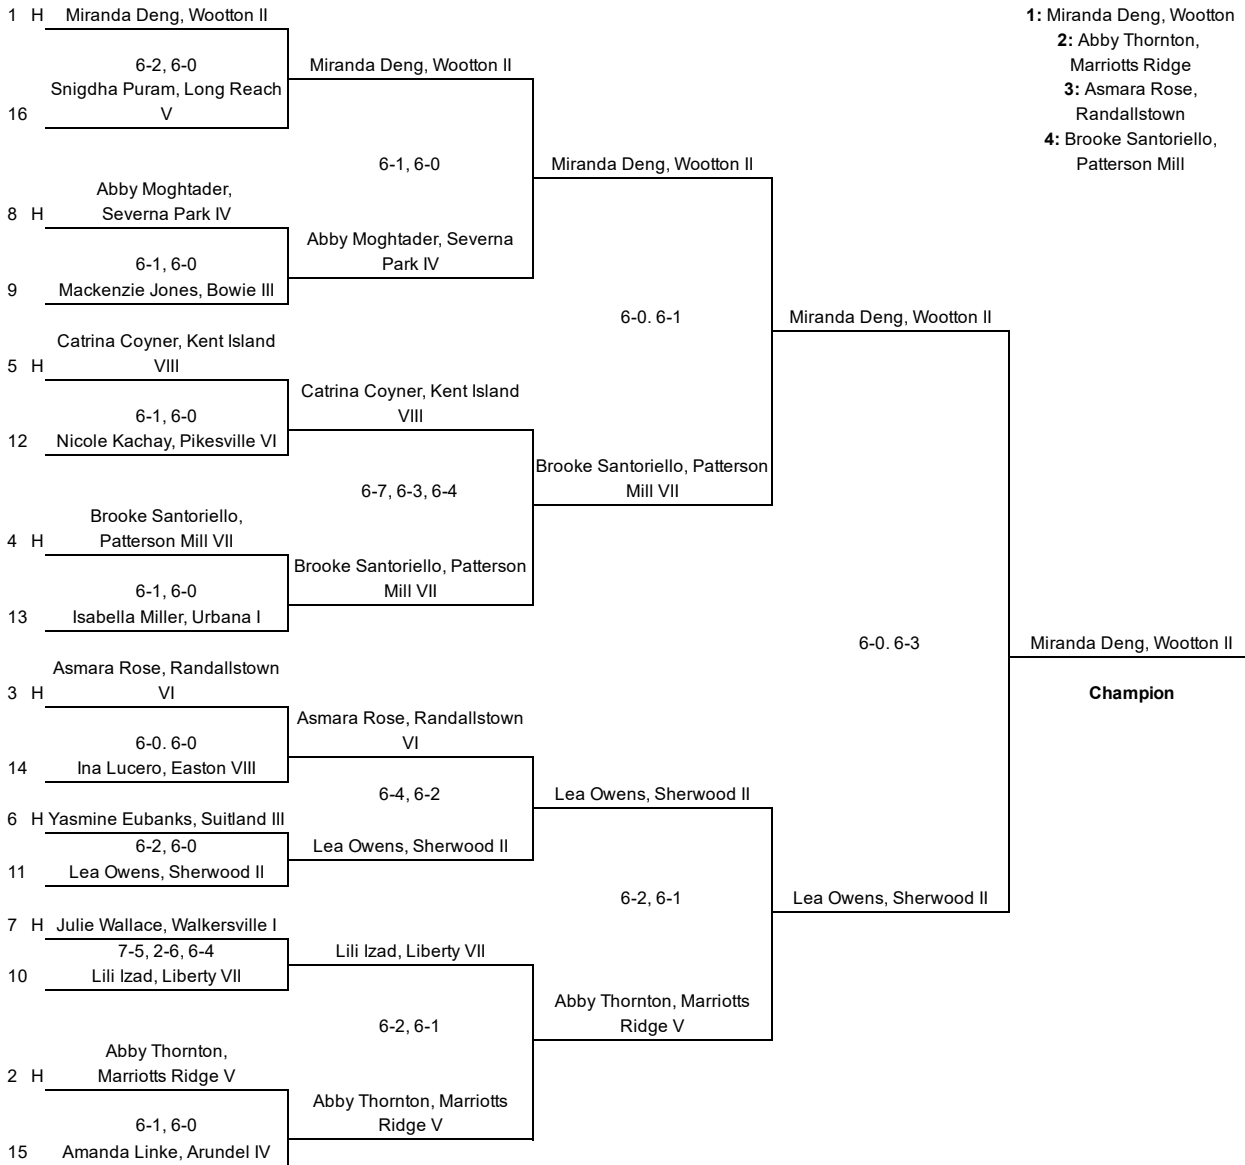 1 H Miranda Deng, Wootton II
6-2, 6-0
Snigdha Puram, Long Reach
V
16
8 H
Abby Moghtader,
Severna Park IV
6-1, 6-0
9 Mackenzie Jones, Bowie III
Catrina Coyner, Kent Island
5 H VIII
6-1, 6-0
12 Nicole Kachay, Pikesville VI
Brooke Santoriello,
4 H Patterson Mill VII
6-1, 6-0
13 Isabella Miller, Urbana I
Asmara Rose, Randallstown
3 H VI
6-0. 6-0
14 Ina Lucero, Easton VIII
6 H Yasmine Eubanks, Suitland III
6-2, 6-0
11 Lea Owens, Sherwood II
7 H Julie Wallace, Walkersville I
7-5, 2-6, 6-4
10 Lili Izad, Liberty VII
Abby Thornton,
2 H Marriotts Ridge V
6-1, 6-0
15 Amanda Linke, Arundel IV
Miranda Deng, Wootton II
6-1, 6-0
Abby Moghtader, Severna
Park IV
Catrina Coyner, Kent Island
VIII
6-7, 6-3, 6-4
Brooke Santoriello, Patterson
Mill VII
Asmara Rose, Randallstown
VI
6-4, 6-2
Lea Owens, Sherwood II
Lili Izad, Liberty VII
6-2, 6-1
Abby Thornton, Marriotts
Ridge V
Miranda Deng, Wootton II
6-0. 6-1
Brooke Santoriello, Patterson
Mill VII
Lea Owens, Sherwood II
6-2, 6-1
Abby Thornton, Marriotts
Ridge V
Miranda Deng, Wootton II
6-0. 6-3
Lea Owens, Sherwood II
Miranda Deng, Wootton II
Champion
1: Miranda Deng, Wootton
2: Abby Thornton,
Marriotts Ridge
3: Asmara Rose,
Randallstown
4: Brooke Santoriello,
Patterson Mill